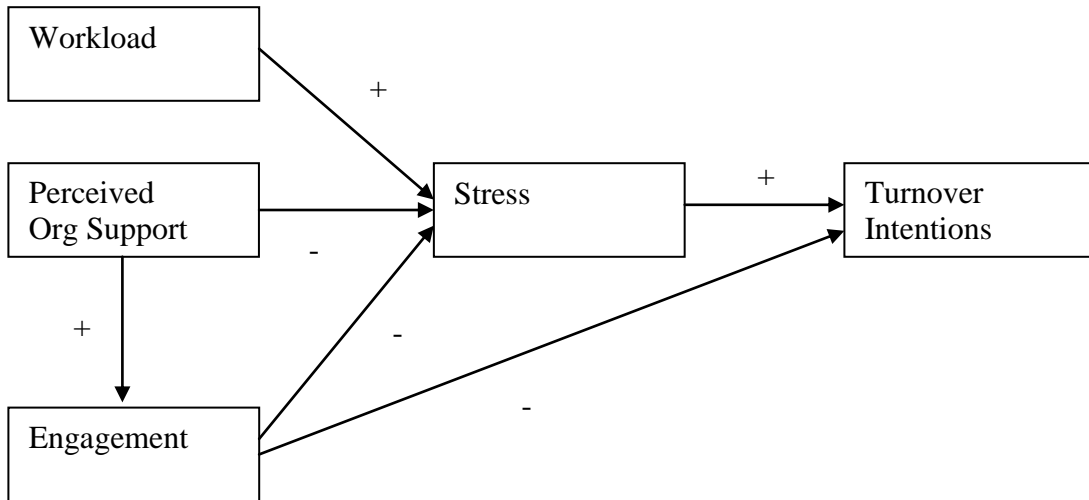 Workload
+
Perceived
Org Support
-
Stress
+
Turnover
Intentions
+
-
-
Engagement